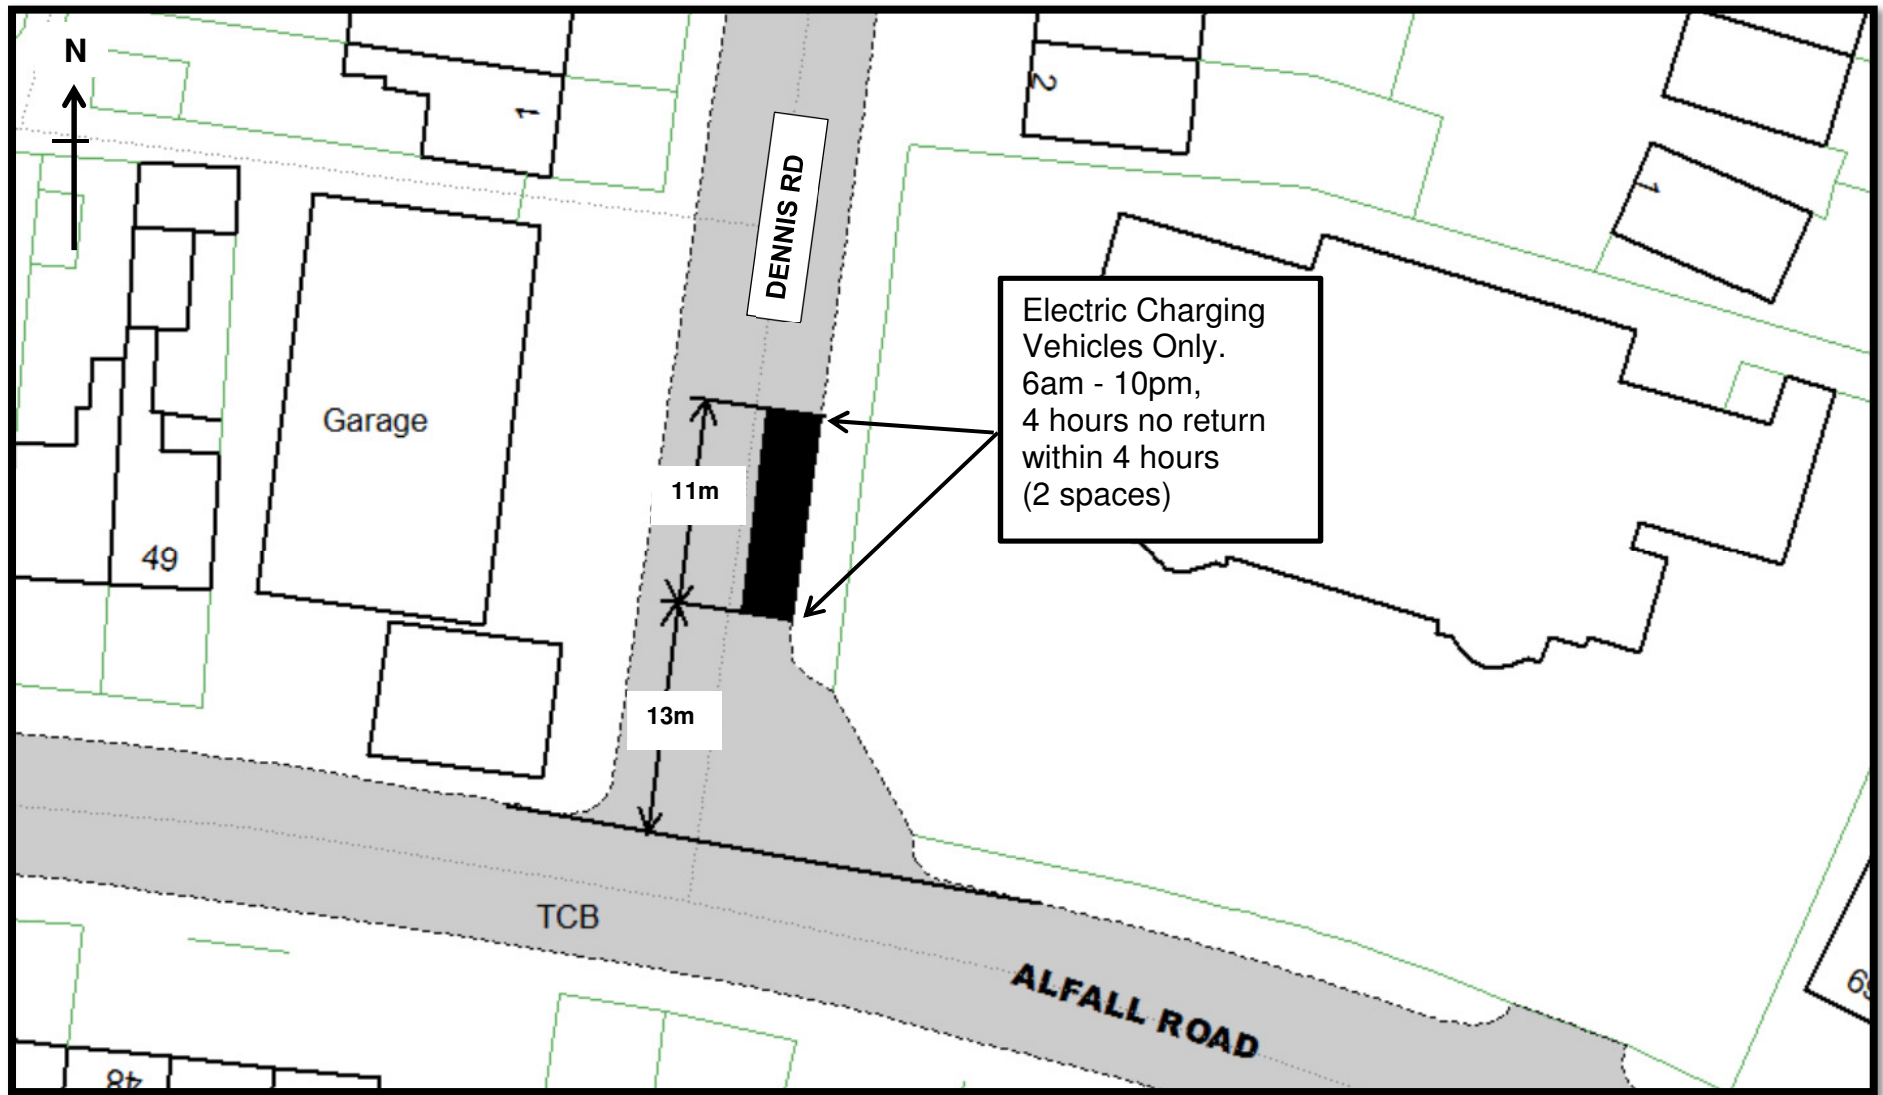 N
1
2
1
DENNIS RD
Electric Charging
Vehicles Only.
6am - 10pm,
4 hours no return
within 4 hours
(2 spaces)
Garage
11m
49
13m
TCB
ALFALL ROAD
48